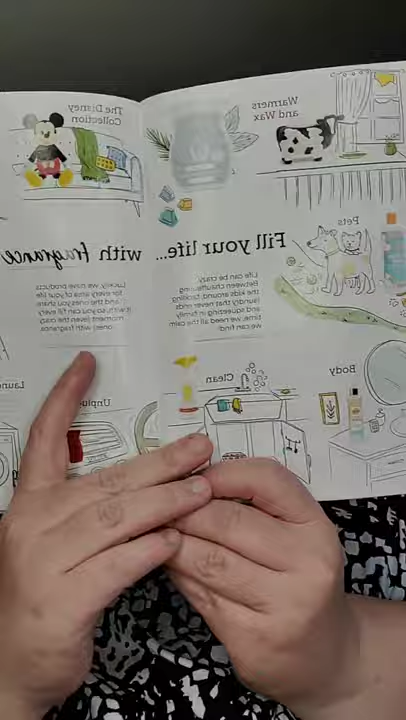 Warmers
and Wax
The Disney
Collection
Pets
Fill your life... with fragrance
Life can be crazy.
Between chauffeuring
the kids around, tackling
laundry that never ends
and squeezing in family
time, we need all the calm
we can find.
Luckily, we have products
for every area of your life
and the ones you share
it with, so you can fill every
moment (even the crazy
ones) with fragrance.
Body
Clean